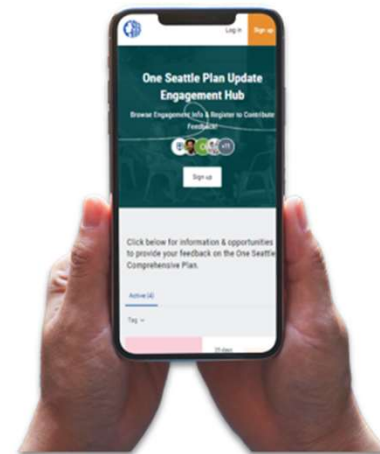 Log in
Sign up
One Seattle Plan Update
Engagement Hub
Browse Engagement Info & Register to Contribute
Feedback!
+11
Sign up
Click below for information & opportunities
to provide your feedback on the One Seattle
Comprehensive Plan.
Active (4)
Tag